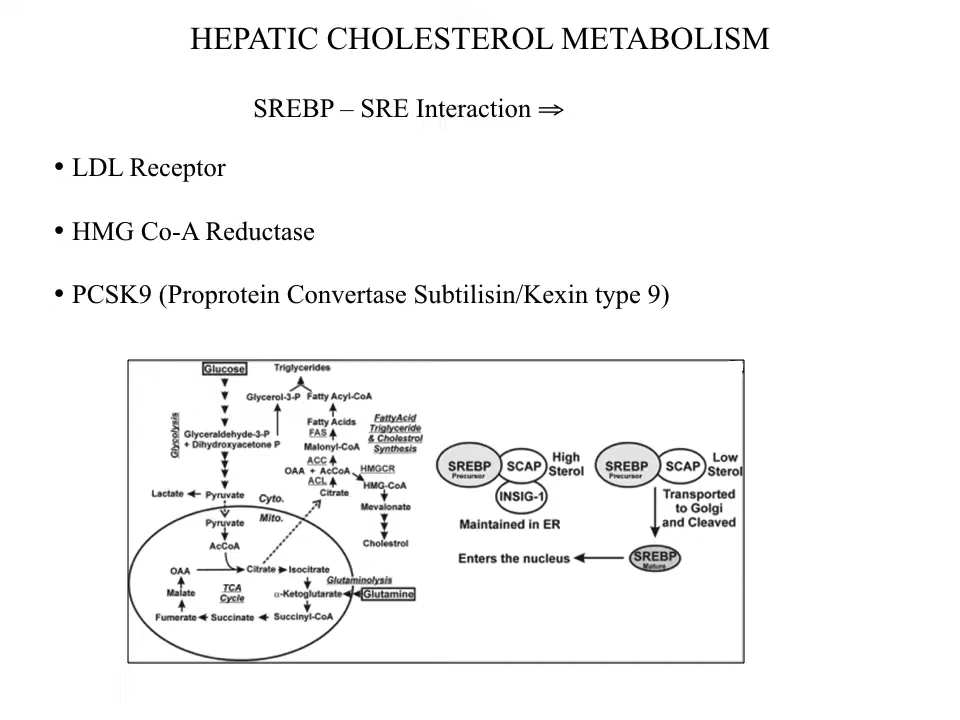 HEPATIC CHOLESTEROL METABOLISM
SREBP – SRE Interaction ⇒
• LDL Receptor
• HMG Co-A Reductase
• PCSK9 (Proprotein Convertase Subtilisin/Kexin type 9)
Glucose
Triglycerides
Glycerol-3-P
Fatty Acyl-CoA
Glycolysis
Glyceraldehyde-3-P
+ Dihydroxyacetone P
Fatty Acids
FAS
Malonyl-CoA
FattyAcid
Triglyceride
& Cholestrol
Synthesis
ACC
OAA + AcCoA
HMGCR
ACL
HMG-CoA
Citrate
Lactate
Pyruvate
Cyto.
Mito.
Mevalonate
Cholestrol
Pyruvate
AcCoA
OAA
Citrate
Isocitrate
Glutaminolysis
Malate
TCA
Cycle
α-Ketoglutarate
Glutamine
Fumerate
Succinate
Succinyl-CoA
SREBP
Precursor
SCAP
High
Sterol
INSIG-1
Maintained in ER
SREBP
Precursor
SCAP
Low
Sterol
Transported
to Golgi
and Cleaved
Enters the nucleus
SREBP
Mature